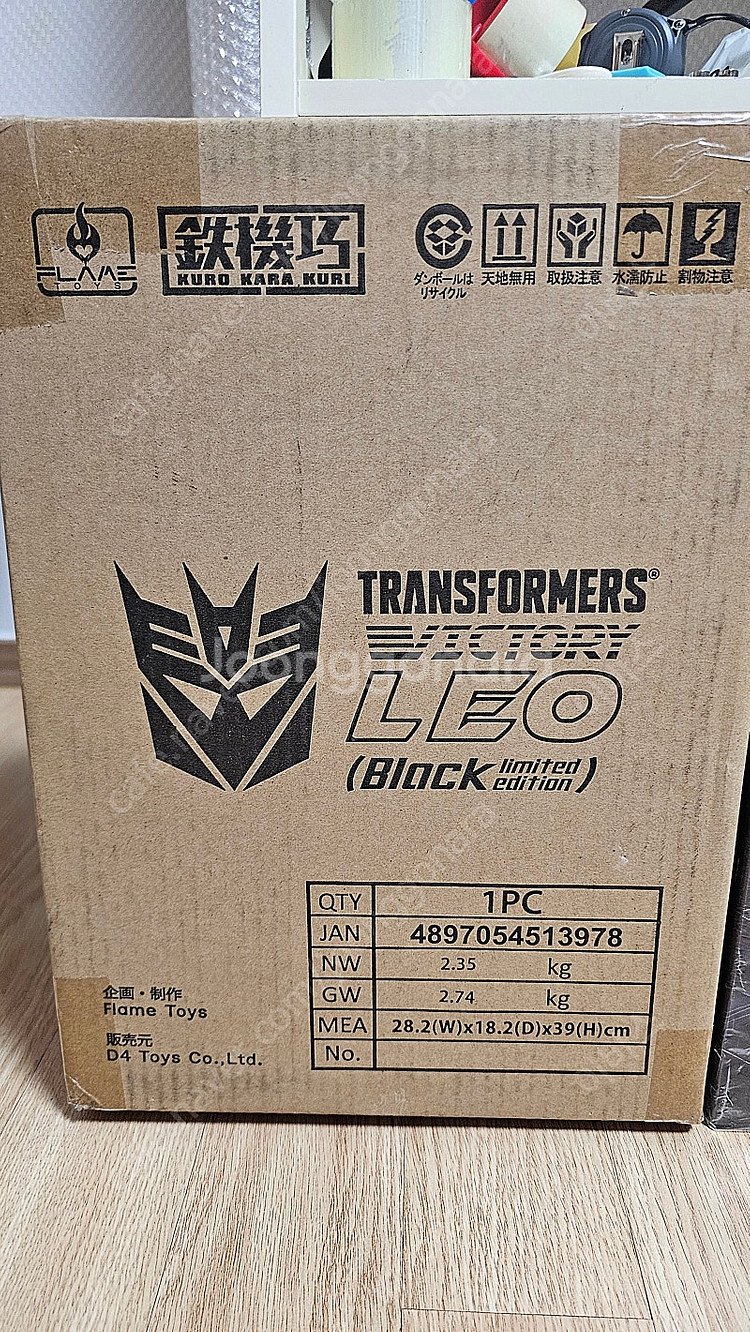 FLAME
TOYS
鉄機巧
KURO KARA KURI
ダンボールは
リサイクル
天地無用
取扱注意
水濡防止
割物注意
TRANSFORMERS®
VICTORY
LEO
(Black limited edition)
Joonggonara
QTY 1PC
JAN 4897054513978
NW 2.35 kg
GW 2.74 kg
MEA 28.2(W)x18.2(D)x39(H)cm
No.
企画・制作
Flame Toys
販売元
D4 Toys Co.,Ltd.